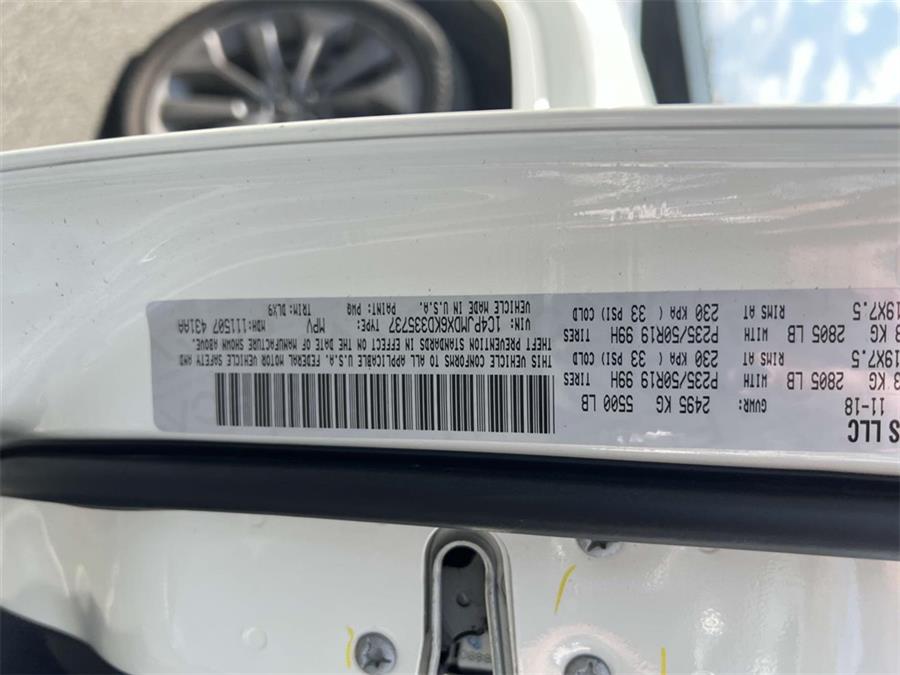 S LLC
11-18 GVWR: 2495 KG 5500 LB
3 KG 2805 LB WITH P235/50R19 99H TIRES
19X7.5 RIMS AT 230 KPA ( 33 PSI COLD
3 KG 2805 LB WITH P235/50R19 99H TIRES
19X7.5 RIMS AT 230 KPA ( 33 PSI COLD
THIS VEHICLE CONFORMS TO ALL APPLICABLE U.S.A. FEDERAL MOTOR VEHICLE SAFETY AND
THEFT PREVENTION STANDARDS IN EFFECT ON THE DATE OF MANUFACTURE SHOWN ABOVE.
VIN: 1C4PJMDX6KD335737 TYPE: MPV MDH:111507 431AA
VEHICLE MADE IN U.S.A. PAINT: TRIM: DLX9